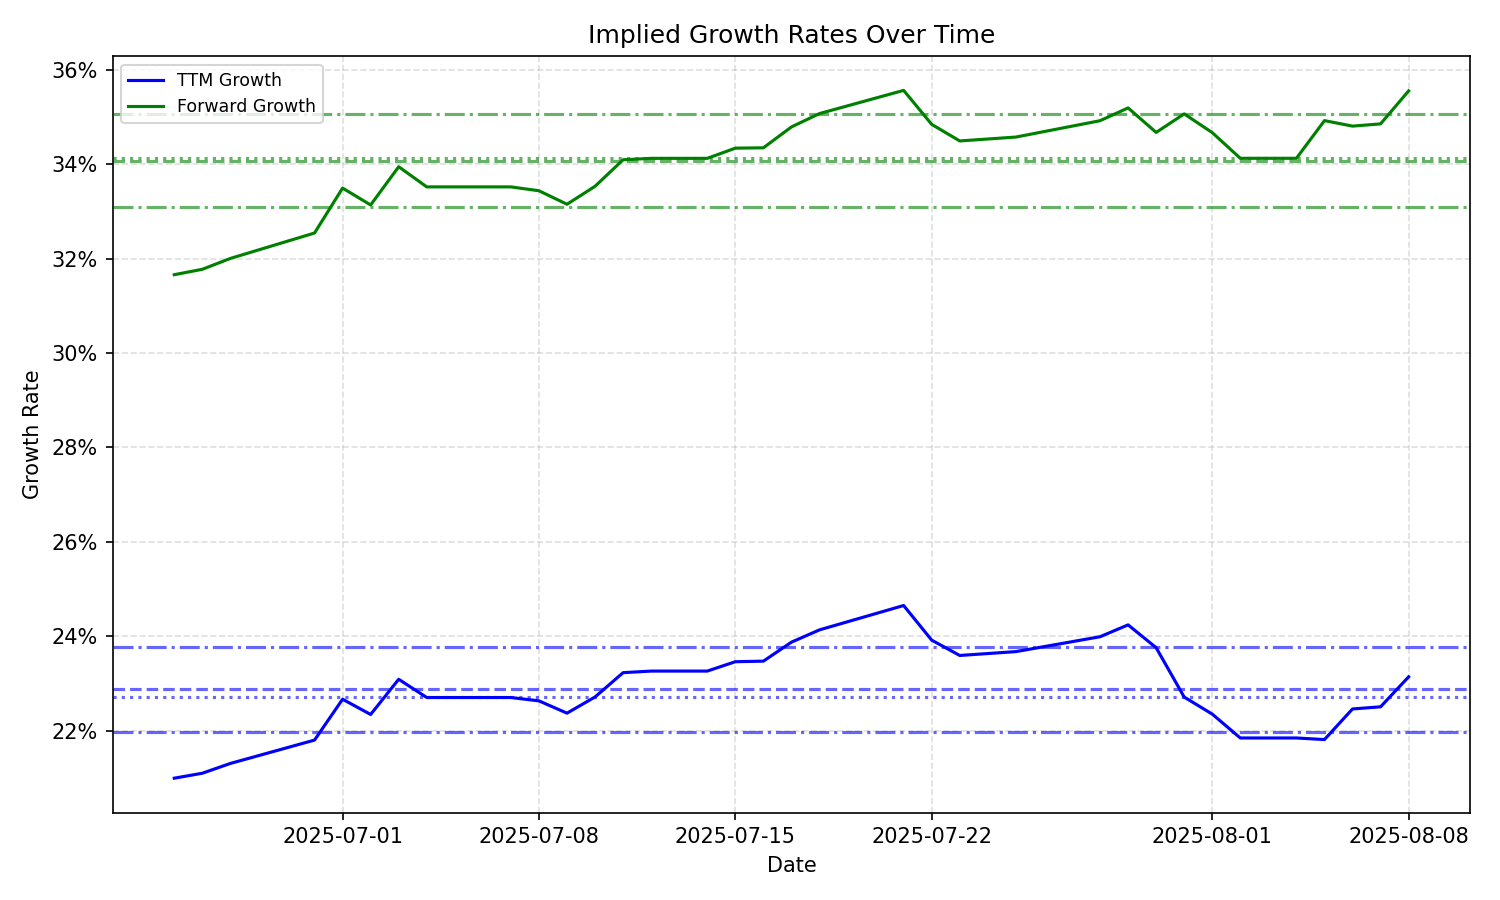 Implied Growth Rates Over Time
TTM Growth
Forward Growth
36%
34%
32%
30%
28%
26%
24%
22%
Growth Rate
2025-07-01
2025-07-08
2025-07-15
2025-07-22
2025-08-01
2025-08-08
Date